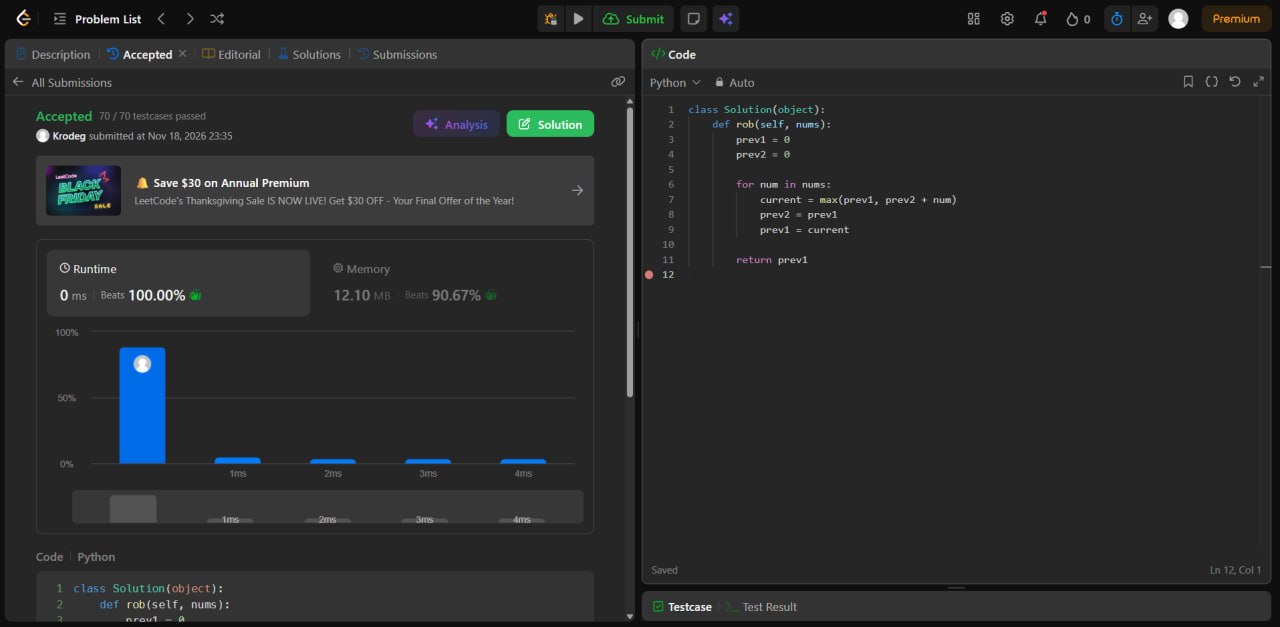 Problem List
Submit
0
Premium
Description
Accepted
Editorial
Solutions
Submissions
All Submissions
Accepted 70 / 70 testcases passed
Krodeg submitted at Nov 18, 2026 23:35
Analysis
Solution
LeetCode
BLACK
FRIDAY
SALE
Save $30 on Annual Premium
LeetCode's Thanksgiving Sale IS NOW LIVE! Get $30 OFF - Your Final Offer of the Year!
Runtime
0 ms | Beats 100.00%
Memory
12.10 MB | Beats 90.67%
100%
50%
0%
1ms 2ms 3ms 4ms
1ms 2ms 3ms 4ms
Code | Python
1 class Solution(object):
2     def rob(self, nums):
3         prev1 = 0
</> Code
Python
Auto
1 class Solution(object):
2     def rob(self, nums):
3         prev1 = 0
4         prev2 = 0
5
6         for num in nums:
7             current = max(prev1, prev2 + num)
8             prev2 = prev1
9             prev1 = current
10
11         return prev1
12
Saved
Ln 12, Col 1
Testcase
>_ Test Result